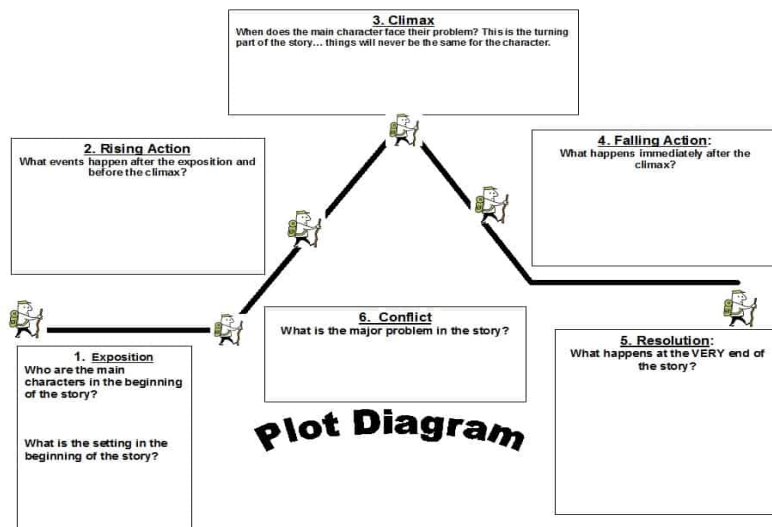 3. Climax
When does the main character face their problem? This is the turning
part of the story... things will never be the same for the character.
2. Rising Action
What events happen after the exposition and
before the climax?
4. Falling Action:
What happens immediately after the
climax?
1. Exposition
Who are the main
characters in the beginning
of the story?
What is the setting in the
beginning of the story?
6. Conflict
What is the major problem in the story?
5. Resolution:
What happens at the VERY end of
the story?
Plot Diagram